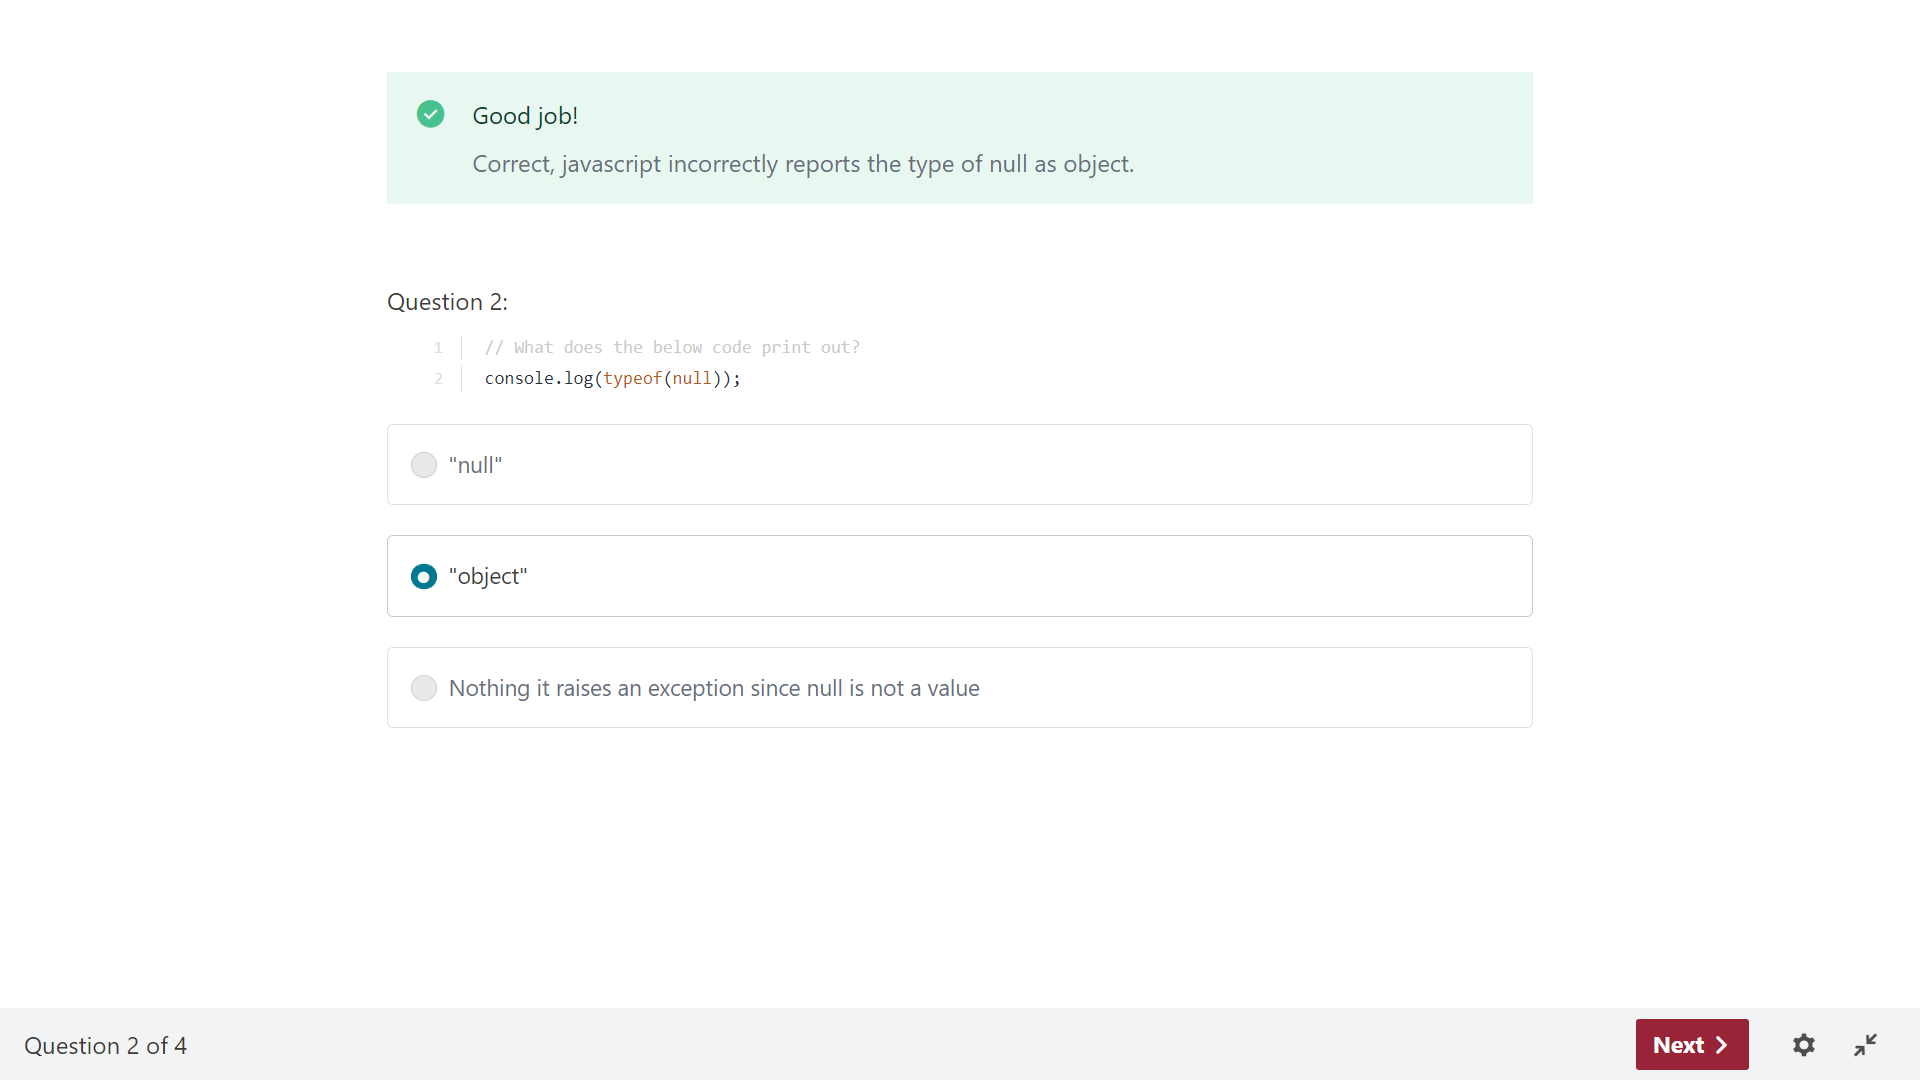 Good job!
Correct, javascript incorrectly reports the type of null as object.
Question 2:
1 // What does the below code print out?
2 console.log(typeof(null));
"null"
"object"
Nothing it raises an exception since null is not a value
Question 2 of 4
Next